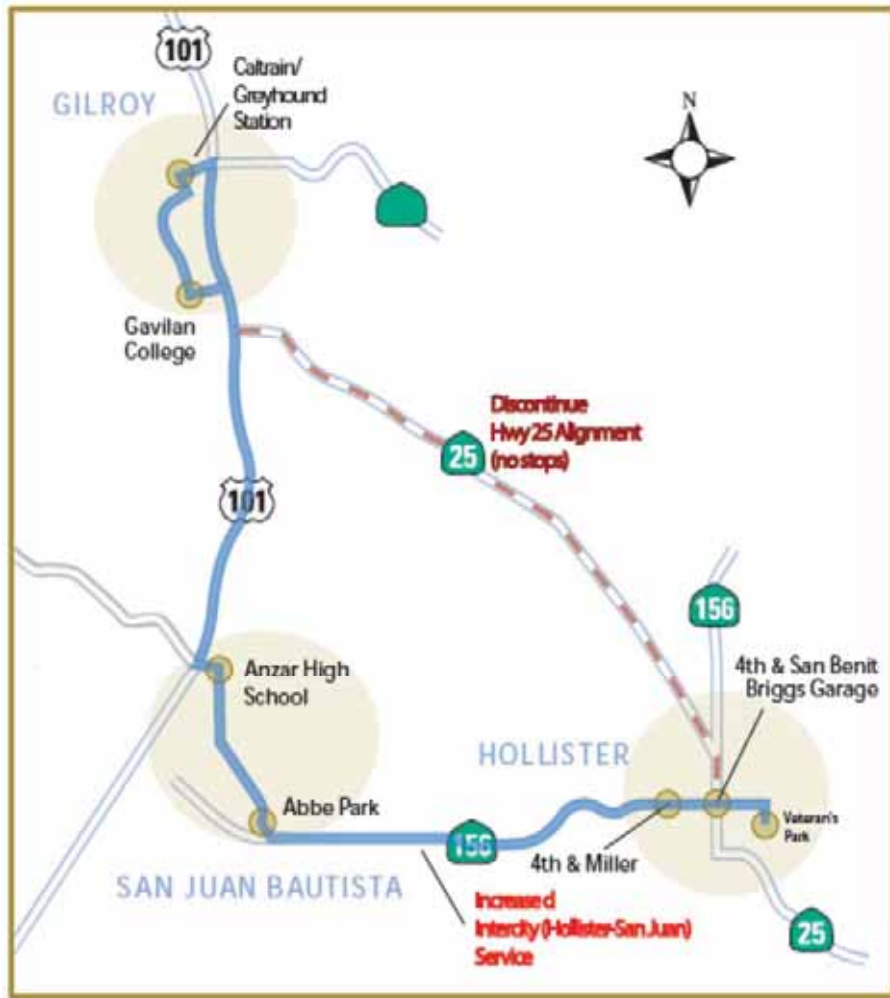 101
Caltrain/
Greyhound
Station
GILROY
N
Gavilan
College
Discontinue
Hwy 25 Alignment
(no stops)
25
101
156
4th & San Benit
Briggs Garage
Anzar High
School
HOLLISTER
Abbe Park
Veteran's
Park
156
4th & Miller
SAN JUAN BAUTISTA
Increased
Intercity (Hollister-San Juan)
Service
25